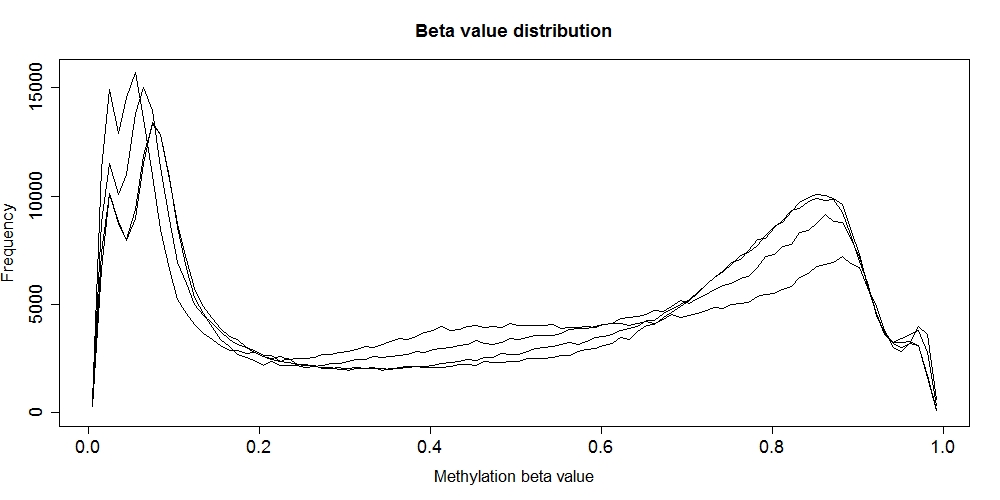 Beta value distribution
Frequency
15000
10000
5000
0
0.0 0.2 0.4 0.6 0.8 1.0
Methylation beta value